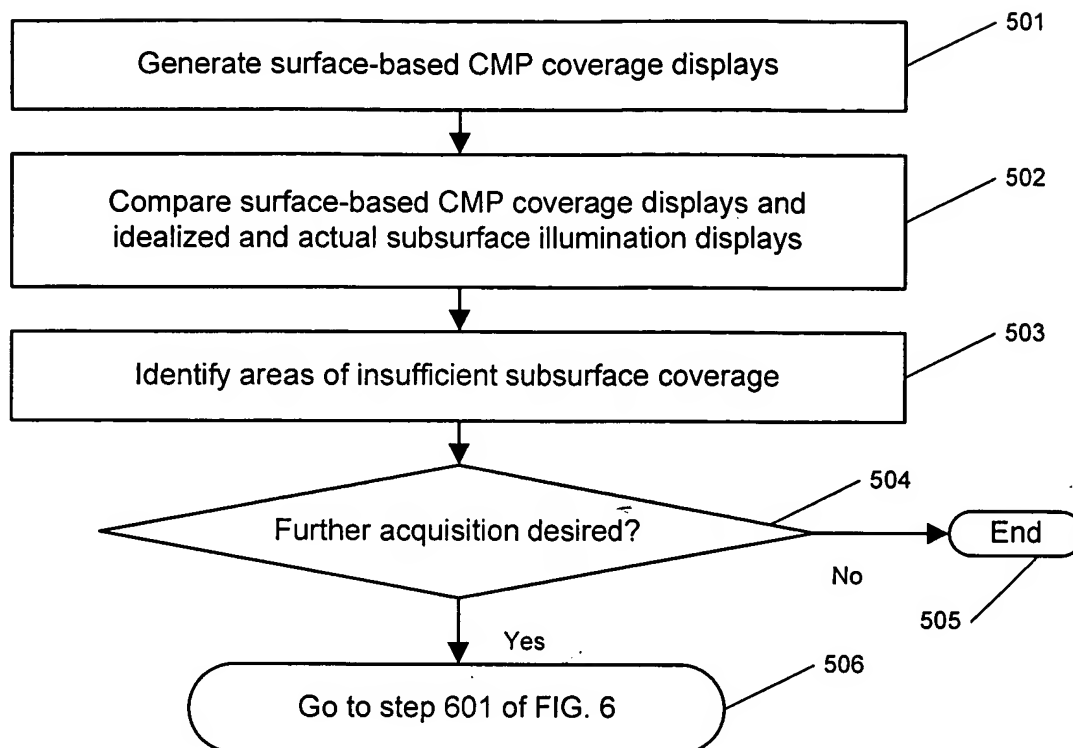 501
Generate surface-based CMP coverage displays
502
Compare surface-based CMP coverage displays and
idealized and actual subsurface illumination displays
503
Identify areas of insufficient subsurface coverage
504
Further acquisition desired?
End
No
505
Yes
506
Go to step 601 of FIG. 6